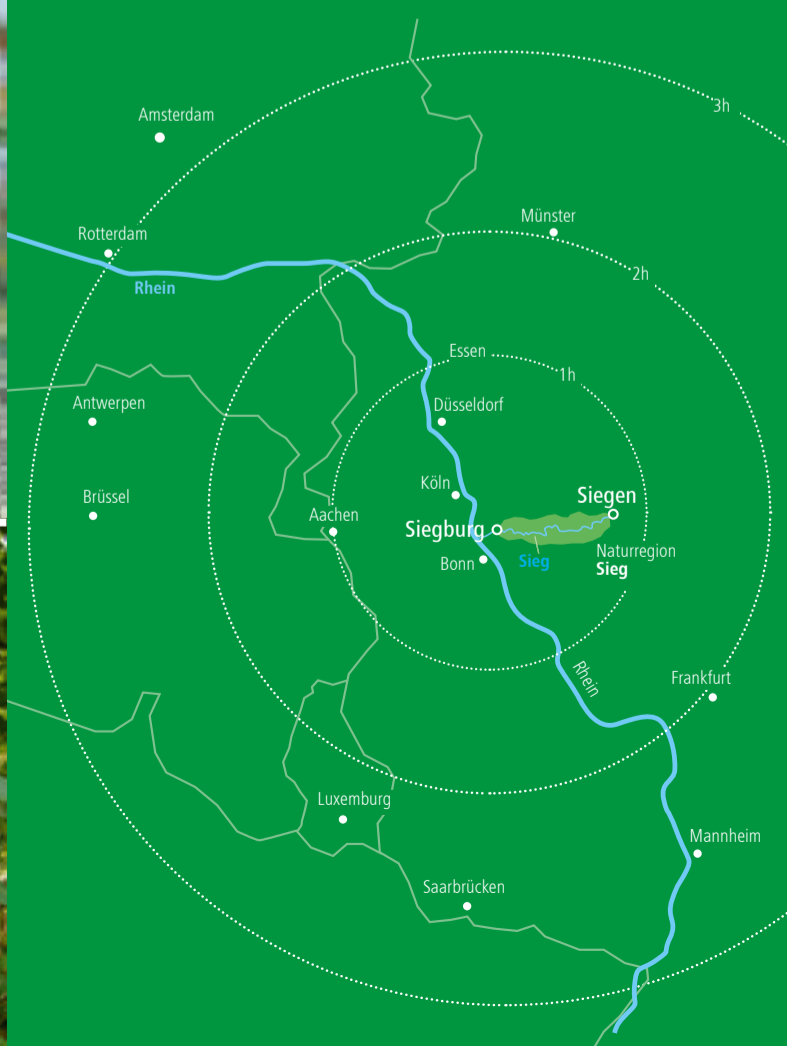 3h
Amsterdam
Münster
Rotterdam
2h
Rhein
Essen
1h
Antwerpen
Düsseldorf
Köln
Brüssel
Siegen
Aachen
Siegburg
Naturregion
Sieg
Bonn
Sieg
Rhein
Frankfurt
Luxemburg
Mannheim
Saarbrücken